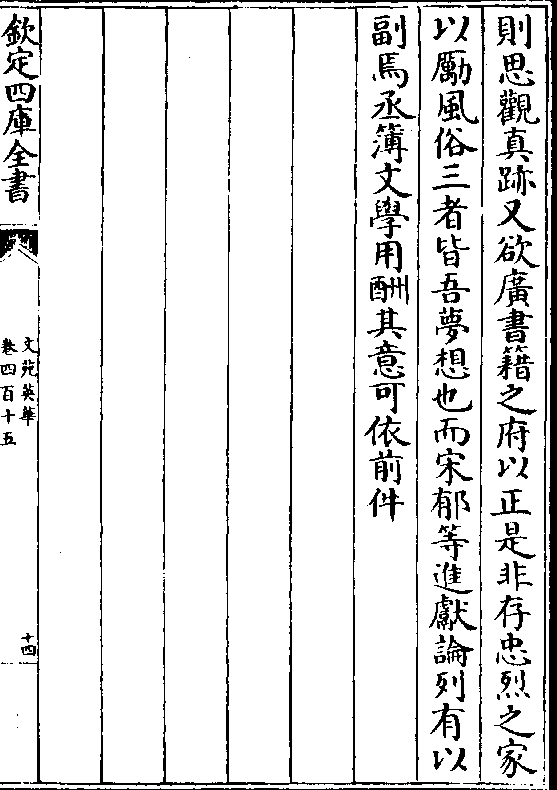 則思觀真跡又欲廣書籍之府以正是非存忠烈之家
以勵風俗三者皆吾夢想也而宋郁等進獻論列有以
副焉丞簿文學用酬其意可依前件
欽定四庫全書
文苑英華
卷四百十五
十四